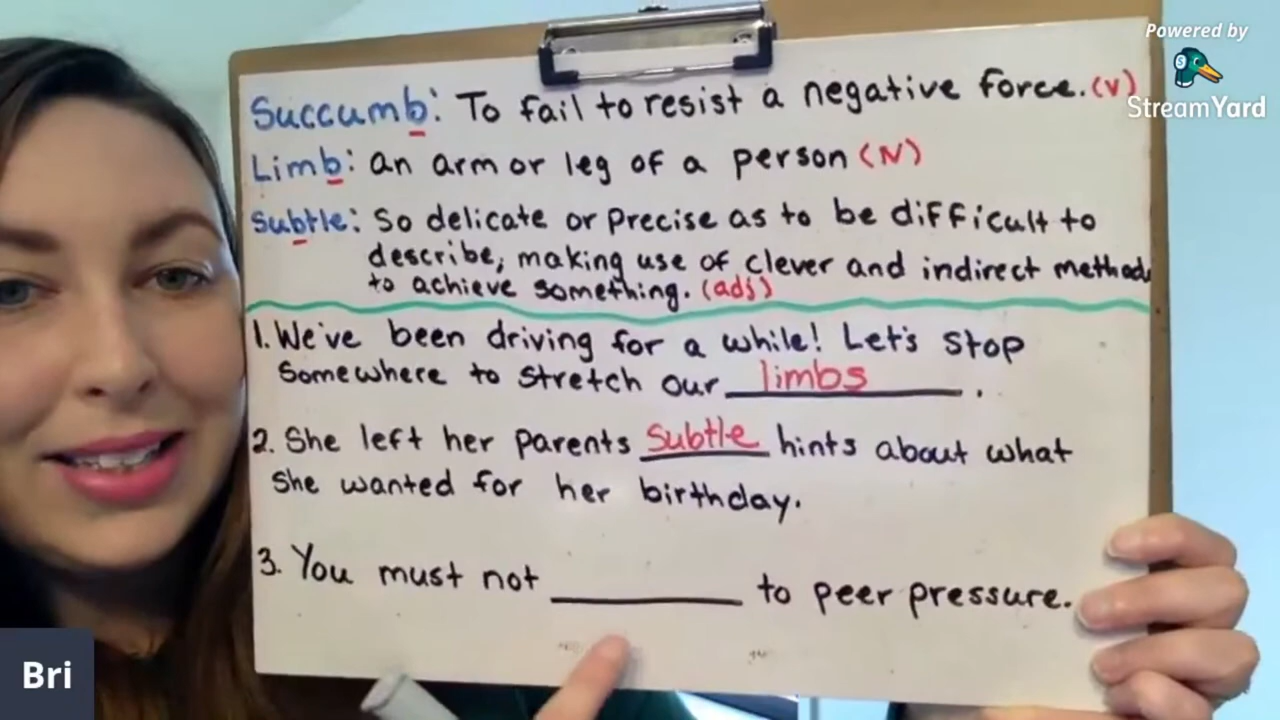 Powered by
StreamYard
Succumb: To fail to resist a negative force. (V)
Limb: an arm or leg of a person (N)
Subtle: So delicate or Precise as to be difficult to
describe, making use of clever and indirect methods
to achieve something. (adj)
1. We've been driving for a while! Let's stop
Somewhere to stretch our limbs .
2. She left her parents Subtle hints about what
She wanted for her birthday.
3. You must not ________ to peer pressure.
Bri